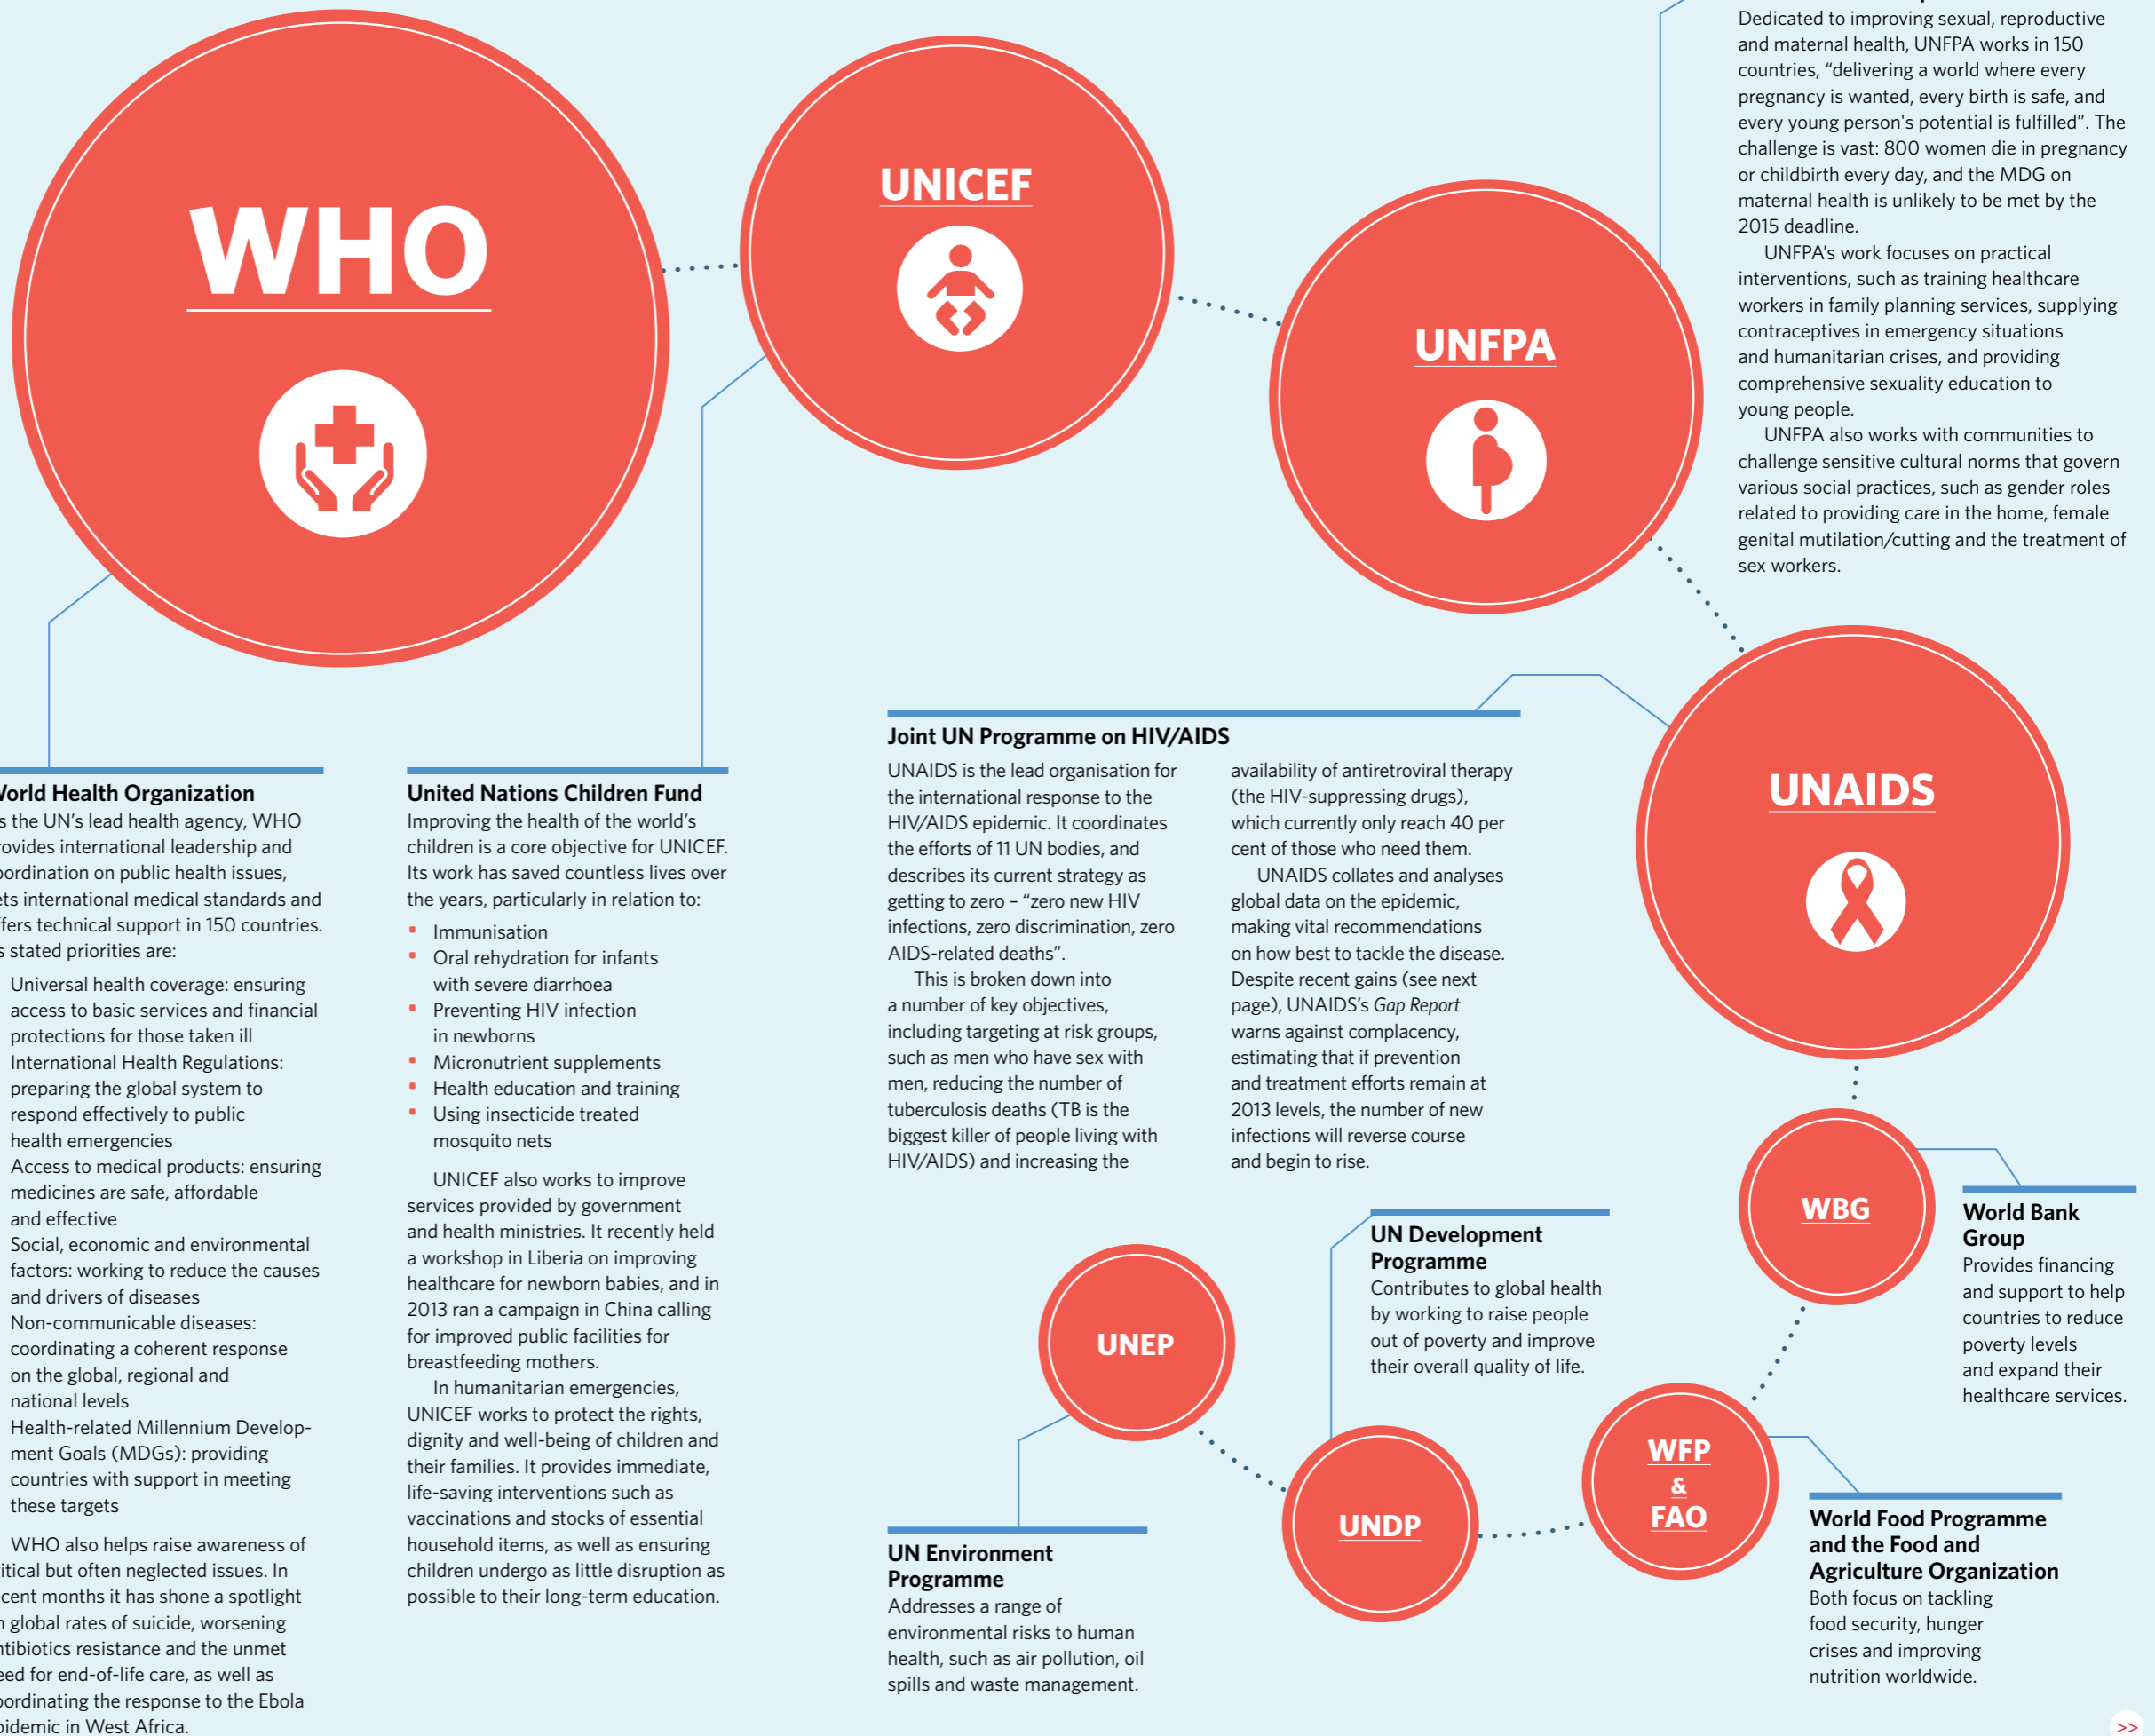 WHO
UNICEF
UNFPA
UNAIDS
WBG
WFP
&
FAO
UNDP
UNEP
World Health Organization
s the UN's lead health agency, WHO
rovides international leadership and
oordination on public health issues,
ets international medical standards and
ffers technical support in 150 countries.
s stated priorities are:
Universal health coverage: ensuring
access to basic services and financial
protections for those taken ill
International Health Regulations:
preparing the global system to
respond effectively to public
health emergencies
Access to medical products: ensuring
medicines are safe, affordable
and effective
Social, economic and environmental
factors: working to reduce the causes
and drivers of diseases
Non-communicable diseases:
coordinating a coherent response
on the global, regional and
national levels
Health-related Millennium Develop-
ment Goals (MDGs): providing
countries with support in meeting
these targets
WHO also helps raise awareness of
ritical but often neglected issues. In
ecent months it has shone a spotlight
n global rates of suicide, worsening
ntibiotics resistance and the unmet
eed for end-of-life care, as well as
oordinating the response to the Ebola
pidemic in West Africa.
United Nations Children Fund
Improving the health of the world's
children is a core objective for UNICEF.
Its work has saved countless lives over
the years, particularly in relation to:
▪ Immunisation
▪ Oral rehydration for infants
with severe diarrhoea
▪ Preventing HIV infection
in newborns
▪ Micronutrient supplements
▪ Health education and training
▪ Using insecticide treated
mosquito nets
UNICEF also works to improve
services provided by government
and health ministries. It recently held
a workshop in Liberia on improving
healthcare for newborn babies, and in
2013 ran a campaign in China calling
for improved public facilities for
breastfeeding mothers.
In humanitarian emergencies,
UNICEF works to protect the rights,
dignity and well-being of children and
their families. It provides immediate,
life-saving interventions such as
vaccinations and stocks of essential
household items, as well as ensuring
children undergo as little disruption as
possible to their long-term education.
Dedicated to improving sexual, reproductive
and maternal health, UNFPA works in 150
countries, “delivering a world where every
pregnancy is wanted, every birth is safe, and
every young person's potential is fulfilled”. The
challenge is vast: 800 women die in pregnancy
or childbirth every day, and the MDG on
maternal health is unlikely to be met by the
2015 deadline.
UNFPA's work focuses on practical
interventions, such as training healthcare
workers in family planning services, supplying
contraceptives in emergency situations
and humanitarian crises, and providing
comprehensive sexuality education to
young people.
UNFPA also works with communities to
challenge sensitive cultural norms that govern
various social practices, such as gender roles
related to providing care in the home, female
genital mutilation/cutting and the treatment of
sex workers.
Joint UN Programme on HIV/AIDS
UNAIDS is the lead organisation for
the international response to the
HIV/AIDS epidemic. It coordinates
the efforts of 11 UN bodies, and
describes its current strategy as
getting to zero – “zero new HIV
infections, zero discrimination, zero
AIDS-related deaths”.
This is broken down into
a number of key objectives,
including targeting at risk groups,
such as men who have sex with
men, reducing the number of
tuberculosis deaths (TB is the
biggest killer of people living with
HIV/AIDS) and increasing the
availability of antiretroviral therapy
(the HIV-suppressing drugs),
which currently only reach 40 per
cent of those who need them.
UNAIDS collates and analyses
global data on the epidemic,
making vital recommendations
on how best to tackle the disease.
Despite recent gains (see next
page), UNAIDS's Gap Report
warns against complacency,
estimating that if prevention
and treatment efforts remain at
2013 levels, the number of new
infections will reverse course
and begin to rise.
World Bank
Group
Provides financing
and support to help
countries to reduce
poverty levels
and expand their
healthcare services.
UN Development
Programme
Contributes to global health
by working to raise people
out of poverty and improve
their overall quality of life.
World Food Programme
and the Food and
Agriculture Organization
Both focus on tackling
food security, hunger
crises and improving
nutrition worldwide.
UN Environment
Programme
Addresses a range of
environmental risks to human
health, such as air pollution, oil
spills and waste management.
>>